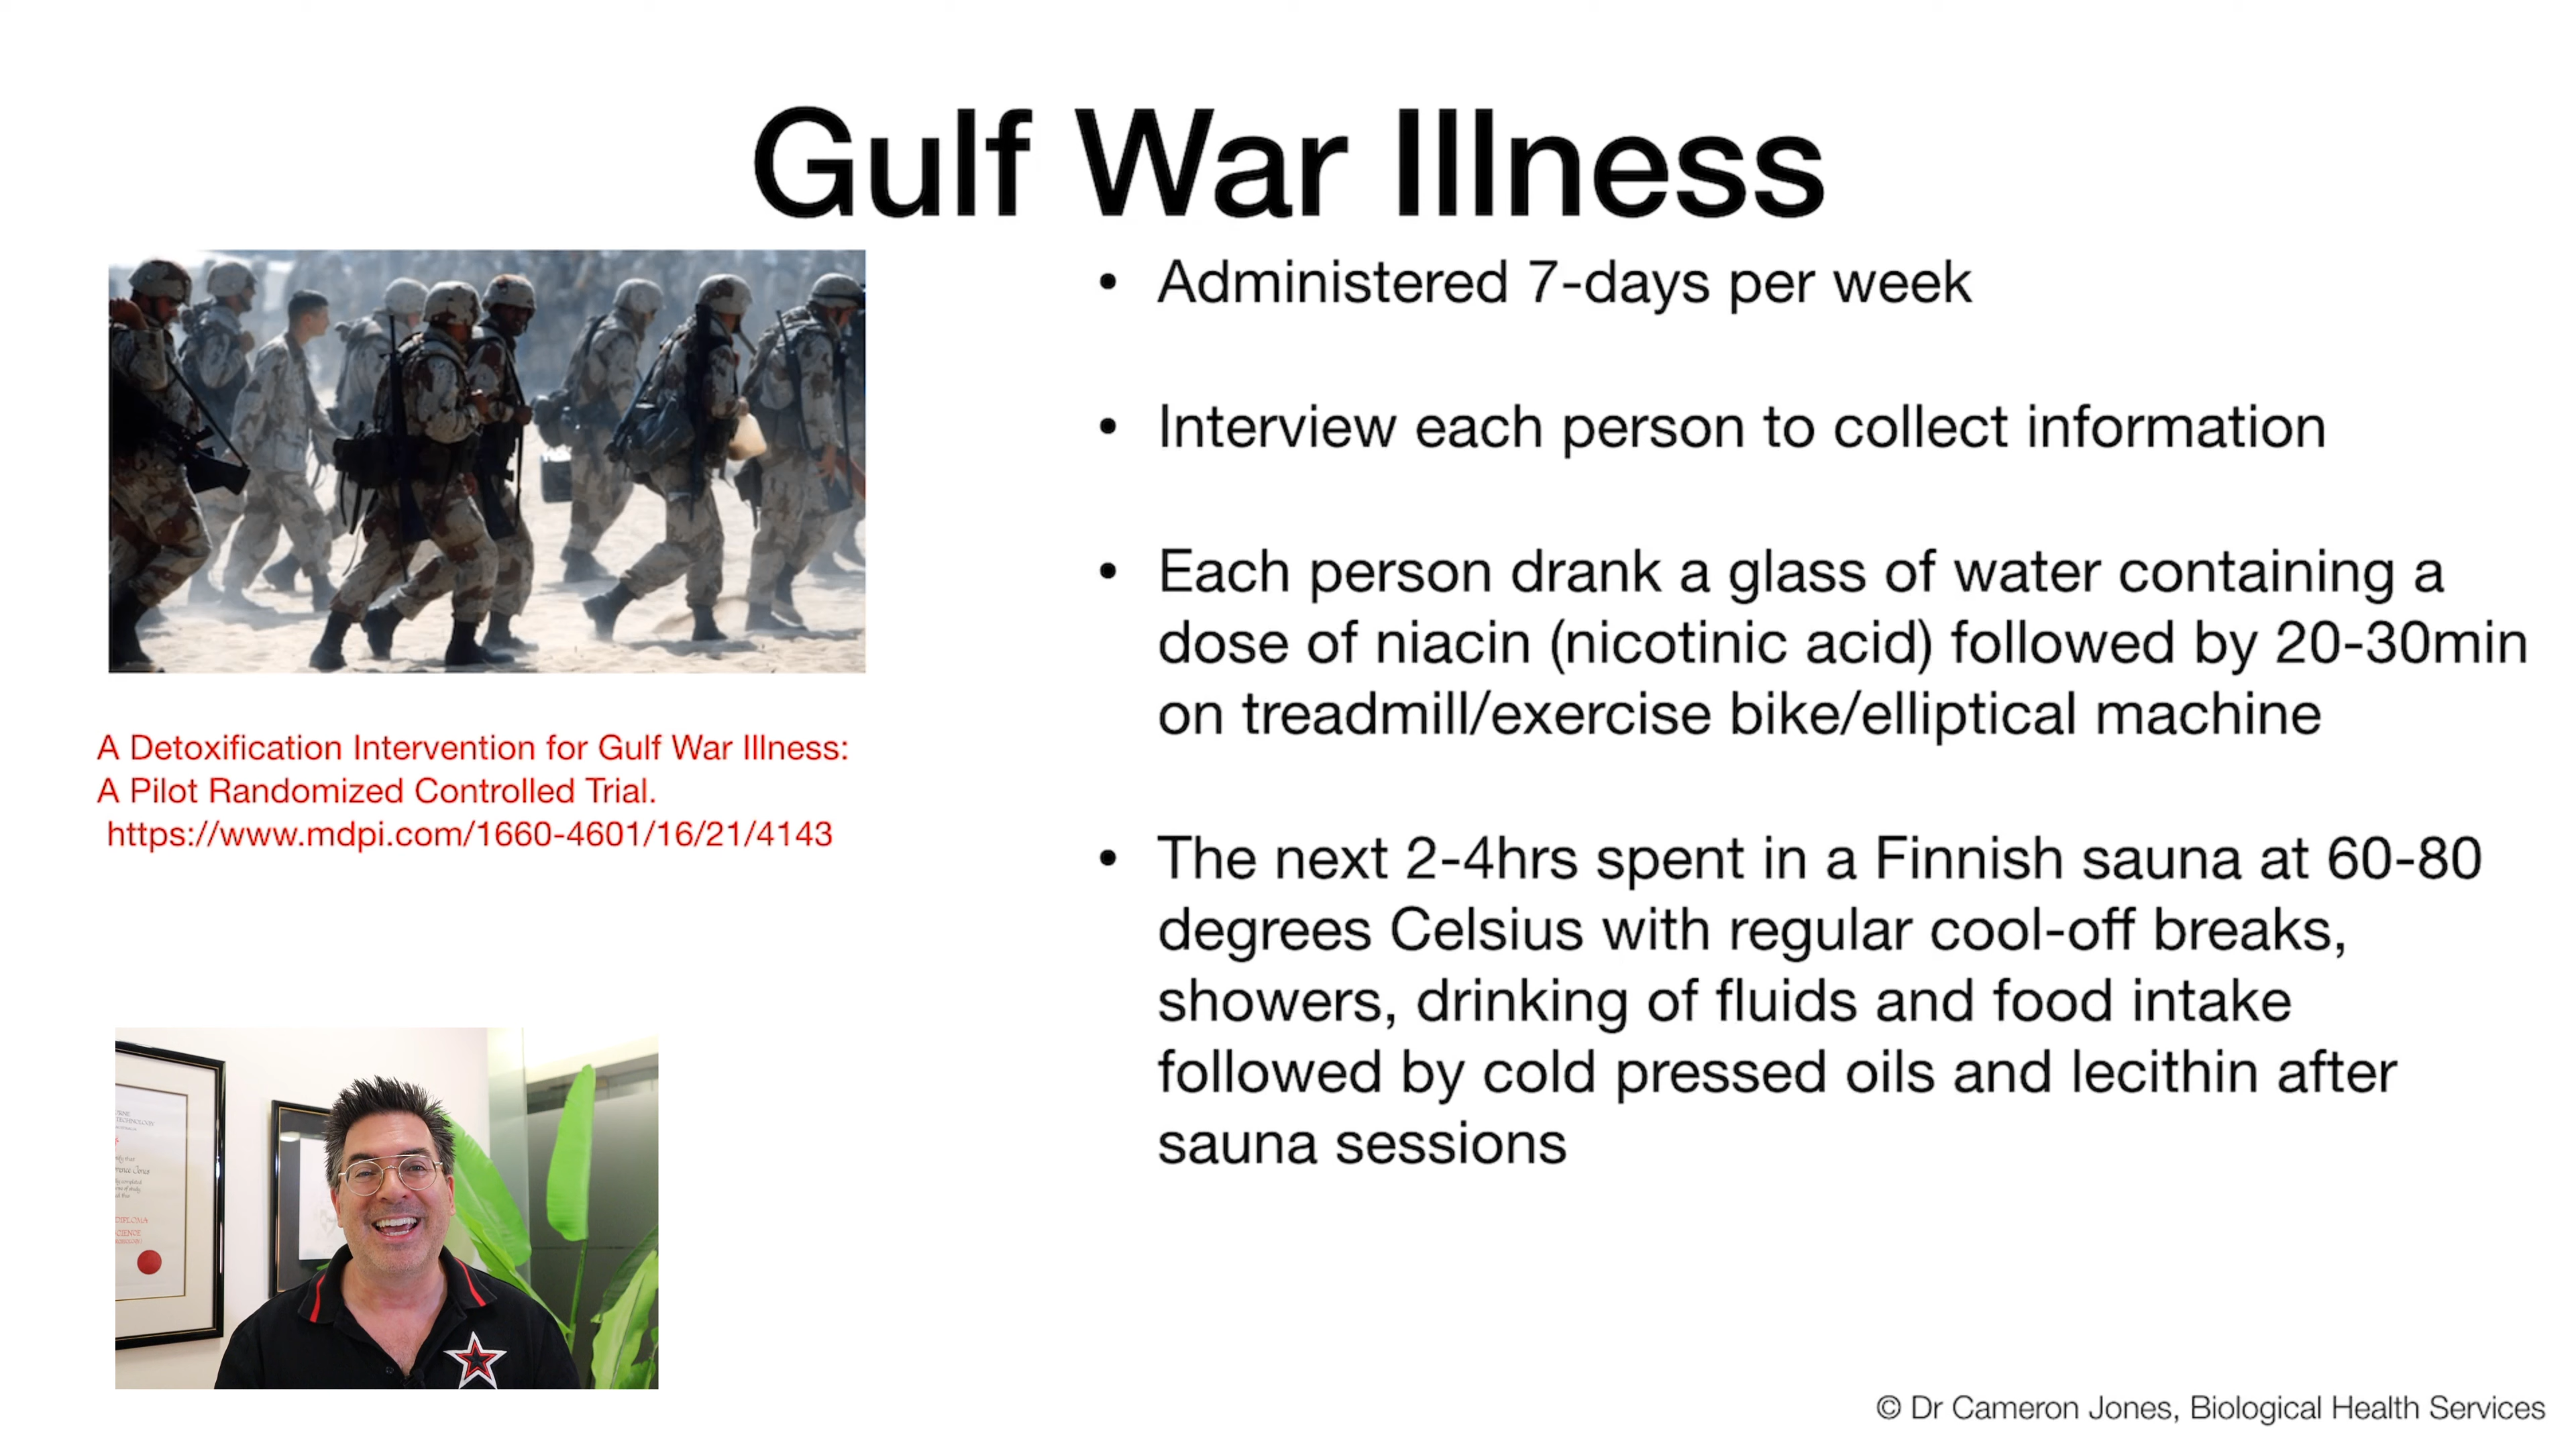 Gulf War Illness
• Administered 7-days per week
• Interview each person to collect information
• Each person drank a glass of water containing a
dose of niacin (nicotinic acid) followed by 20-30min
on treadmill/exercise bike/elliptical machine
• The next 2-4hrs spent in a Finnish sauna at 60-80
degrees Celsius with regular cool-off breaks,
showers, drinking of fluids and food intake
followed by cold pressed oils and lecithin after
sauna sessions
A Detoxification Intervention for Gulf War Illness:
A Pilot Randomized Controlled Trial.
https://www.mdpi.com/1660-4601/16/21/4143
© Dr Cameron Jones, Biological Health Services